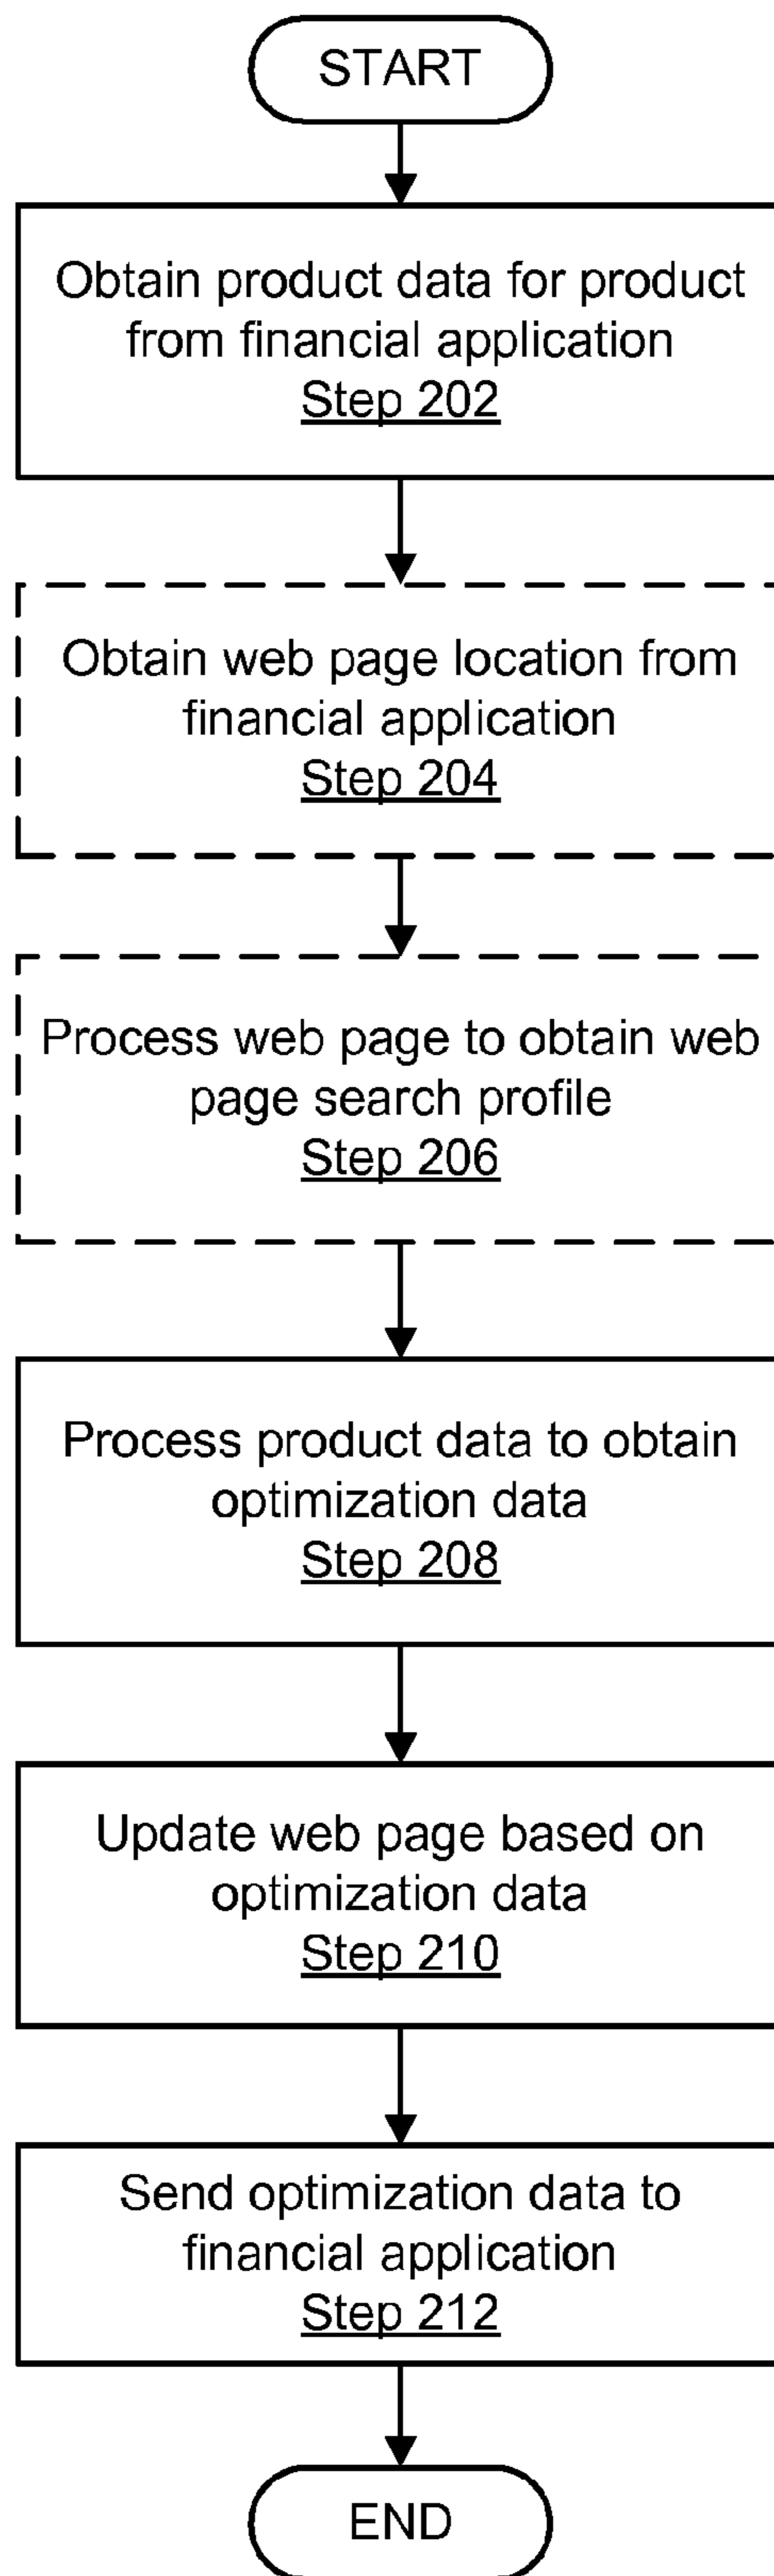 START
Obtain product data for product
from financial application
Step 202
Obtain web page location from
financial application
Step 204
Process web page to obtain web
page search profile
Step 206
Process product data to obtain
optimization data
Step 208
Update web page based on
optimization data
Step 210
Send optimization data to
financial application
Step 212
END